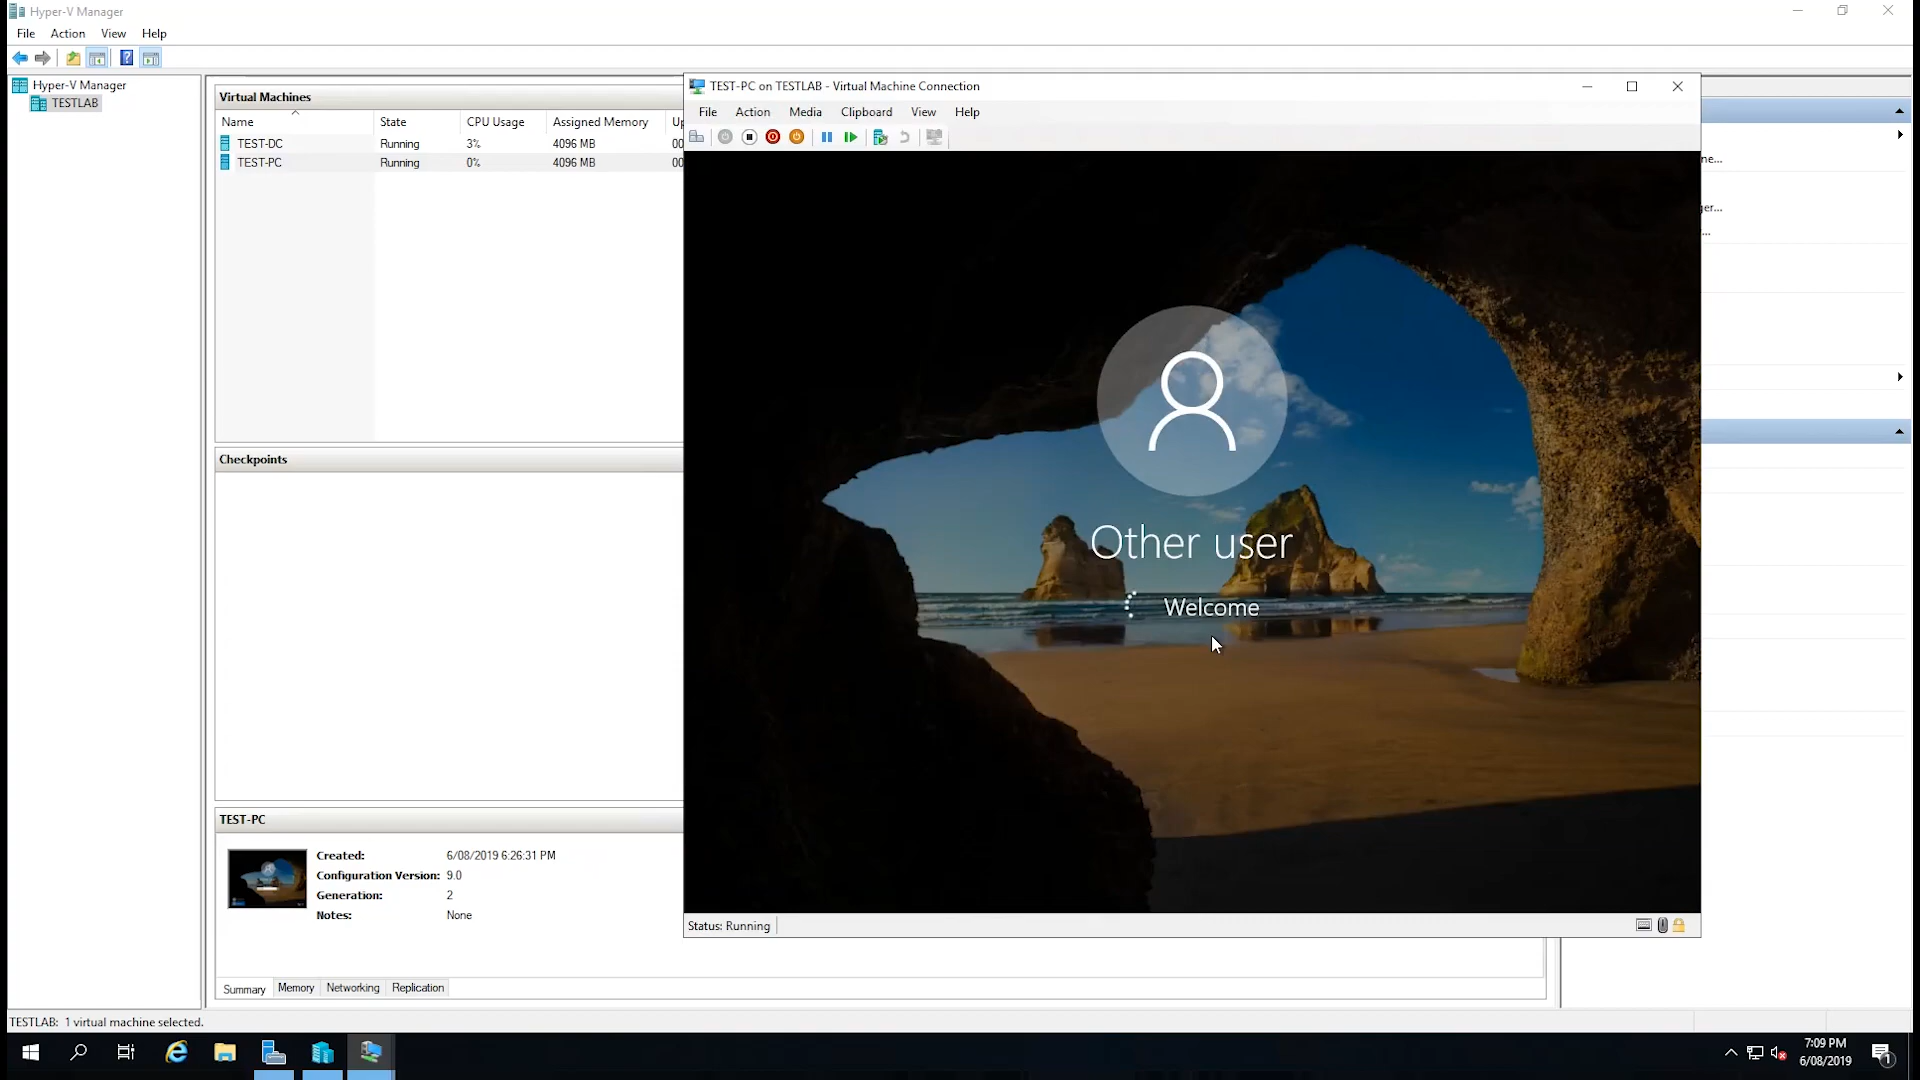 Hyper-V Manager
File Action View Help
Hyper-V Manager
TESTLAB
Virtual Machines
Name State CPU Usage Assigned Memory
TEST-DC Running 3% 4096 MB 00
TEST-PC Running 0% 4096 MB 00
Checkpoints
TEST-PC
Created: 6/08/2019 6:26:31 PM
Configuration Version: 9.0
Generation: 2
Notes: None
Summary Memory Networking Replication
TESTLAB: 1 virtual machine selected.
TEST-PC on TESTLAB - Virtual Machine Connection
File Action Media Clipboard View Help
Other user
Welcome
Status: Running
7:09 PM
6/08/2019
1